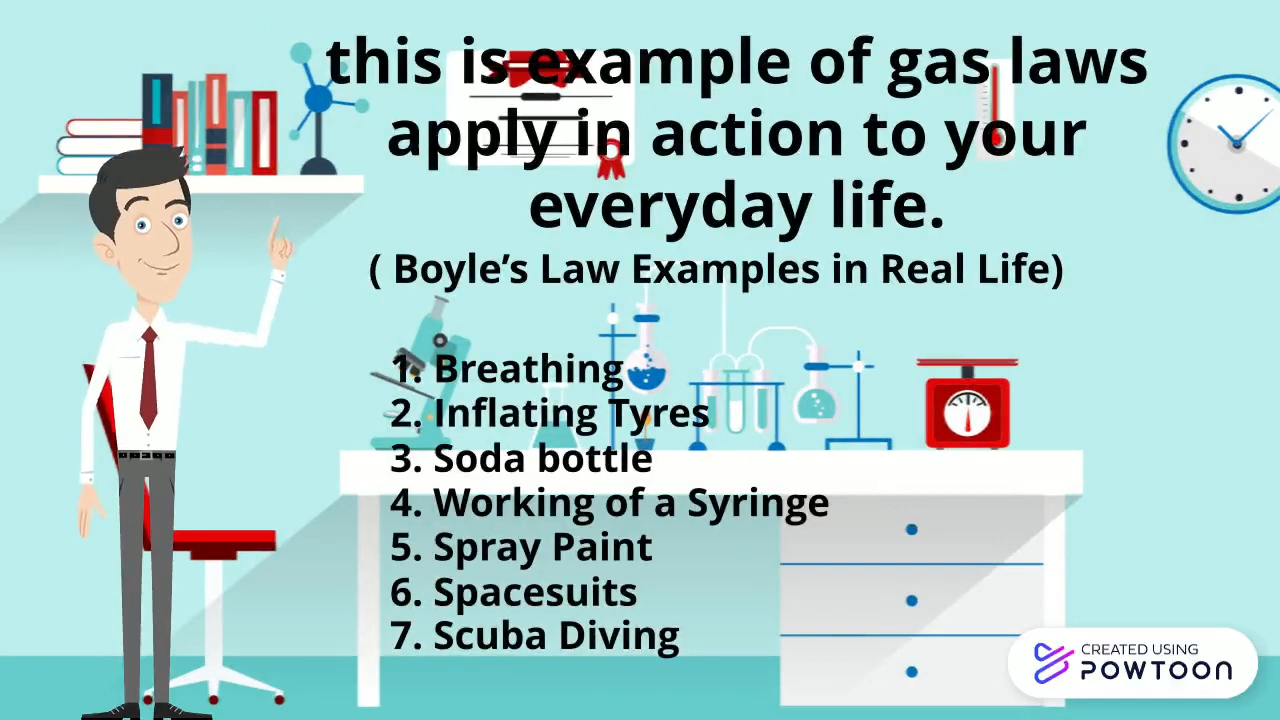 this is example of gas laws
apply in action to your
everyday life.
( Boyle’s Law Examples in Real Life)
1. Breathing
2. Inflating Tyres
3. Soda bottle
4. Working of a Syringe
5. Spray Paint
6. Spacesuits
7. Scuba Diving
CREATED USING
POWTOON